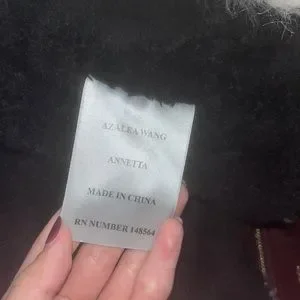 AZALEA WANG
ANNETTA
MADE IN CHINA
RN NUMBER 148564